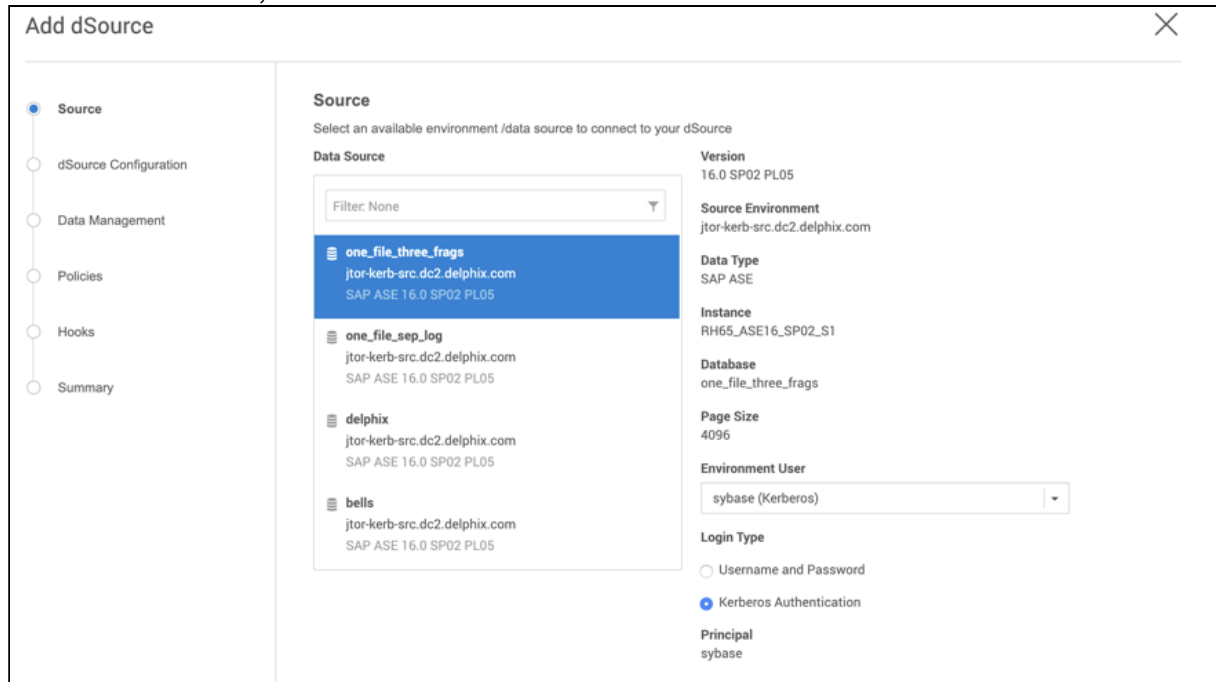 Add dSource
Source
dSource Configuration
Data Management
Policies
Hooks
Summary
Source
Select an available environment /data source to connect to your dSource
Data Source
Filter: None
one_file_three_frags
jtor-kerb-src.dc2.delphix.com
SAP ASE 16.0 SP02 PL05
one_file_sep_log
jtor-kerb-src.dc2.delphix.com
SAP ASE 16.0 SP02 PL05
delphix
jtor-kerb-src.dc2.delphix.com
SAP ASE 16.0 SP02 PL05
bells
jtor-kerb-src.dc2.delphix.com
SAP ASE 16.0 SP02 PL05
Version
16.0 SP02 PL05
Source Environment
jtor-kerb-src.dc2.delphix.com
Data Type
SAP ASE
Instance
RH65_ASE16_SP02_S1
Database
one_file_three_frags
Page Size
4096
Environment User
sybase (Kerberos)
Login Type
Username and Password
Kerberos Authentication
Principal
sybase